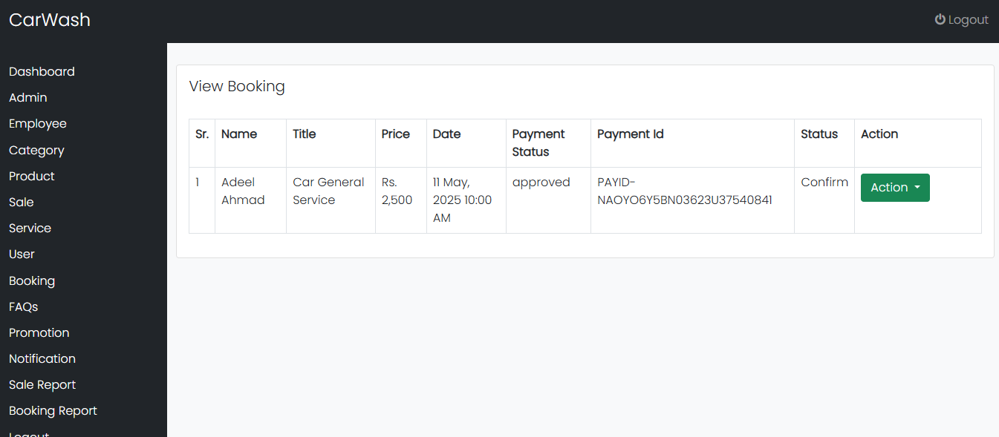 CarWash
Logout
Dashboard
Admin
Employee
Category
Product
Sale
Service
User
Booking
FAQs
Promotion
Notification
Sale Report
Booking Report
Logout
View Booking
Sr. Name Title Price Date Payment Status Payment Id Status Action
1 Adeel Ahmad Car General Service Rs. 2,500 11 May, 2025 10:00 AM approved PAYID-NAOYO6Y5BN03623U37540841 Confirm Action